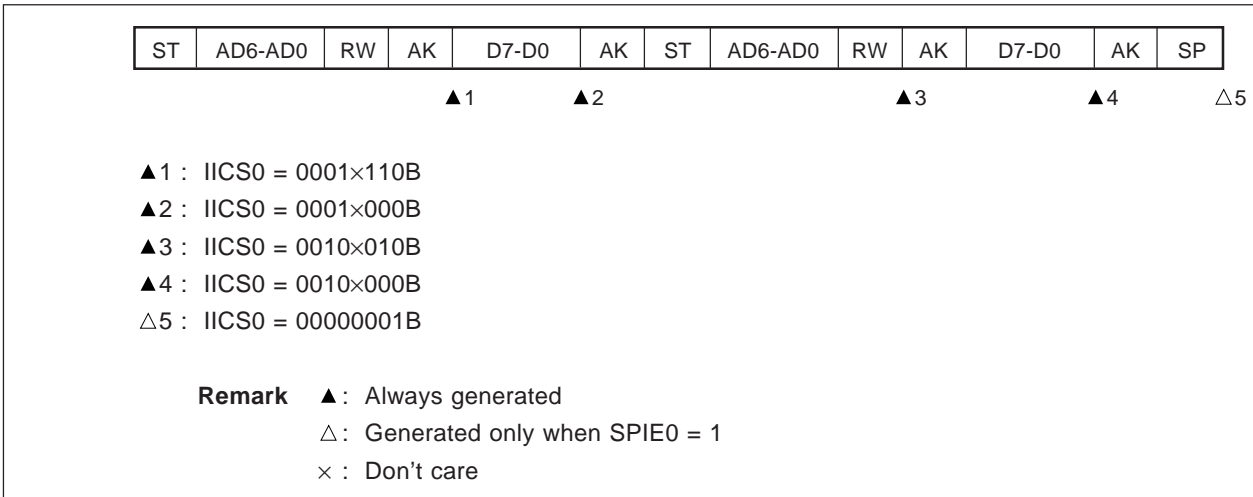 ST AD6-AD0 RW AK D7-D0 AK ST AD6-AD0 RW AK D7-D0 AK SP
▲1 ▲2 ▲3 ▲4 △5
▲1 : IICS0 = 0001×110B
▲2 : IICS0 = 0001×000B
▲3 : IICS0 = 0010×010B
▲4 : IICS0 = 0010×000B
△5 : IICS0 = 00000001B
Remark ▲ : Always generated
△ : Generated only when SPIE0 = 1
× : Don't care